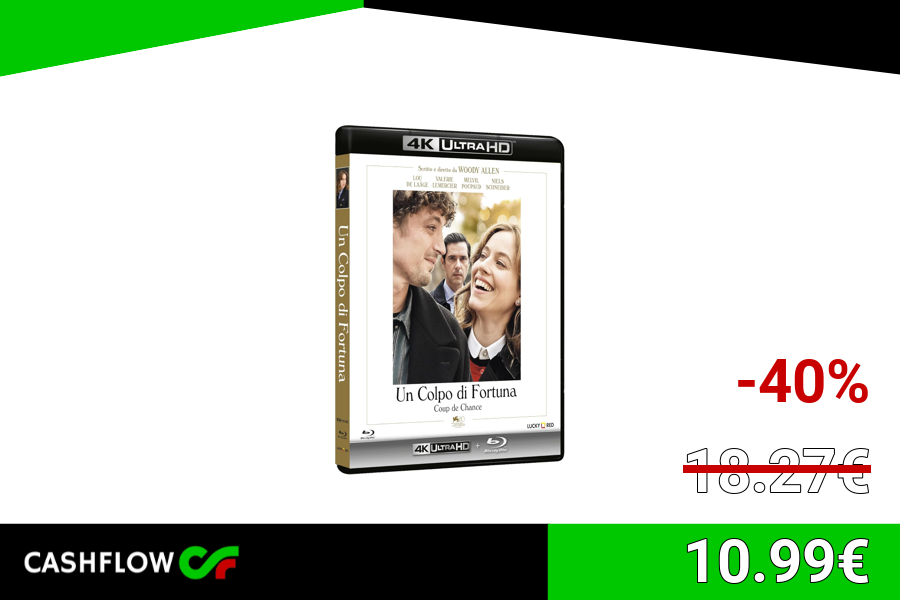 4K ULTRA HD
Scritto e diretto da WOODY ALLEN
LOU VALERIE MELVIL NIELS
DE LAÂGE LEMERCIER POUPAUD SCHNEIDER
Un Colpo di Fortuna
Un Colpo di Fortuna
Coup de Chance
LUCKY RED
4K ULTRA HD + Blu-ray Disc
-40%
18.27€
CASHFLOW
10.99€